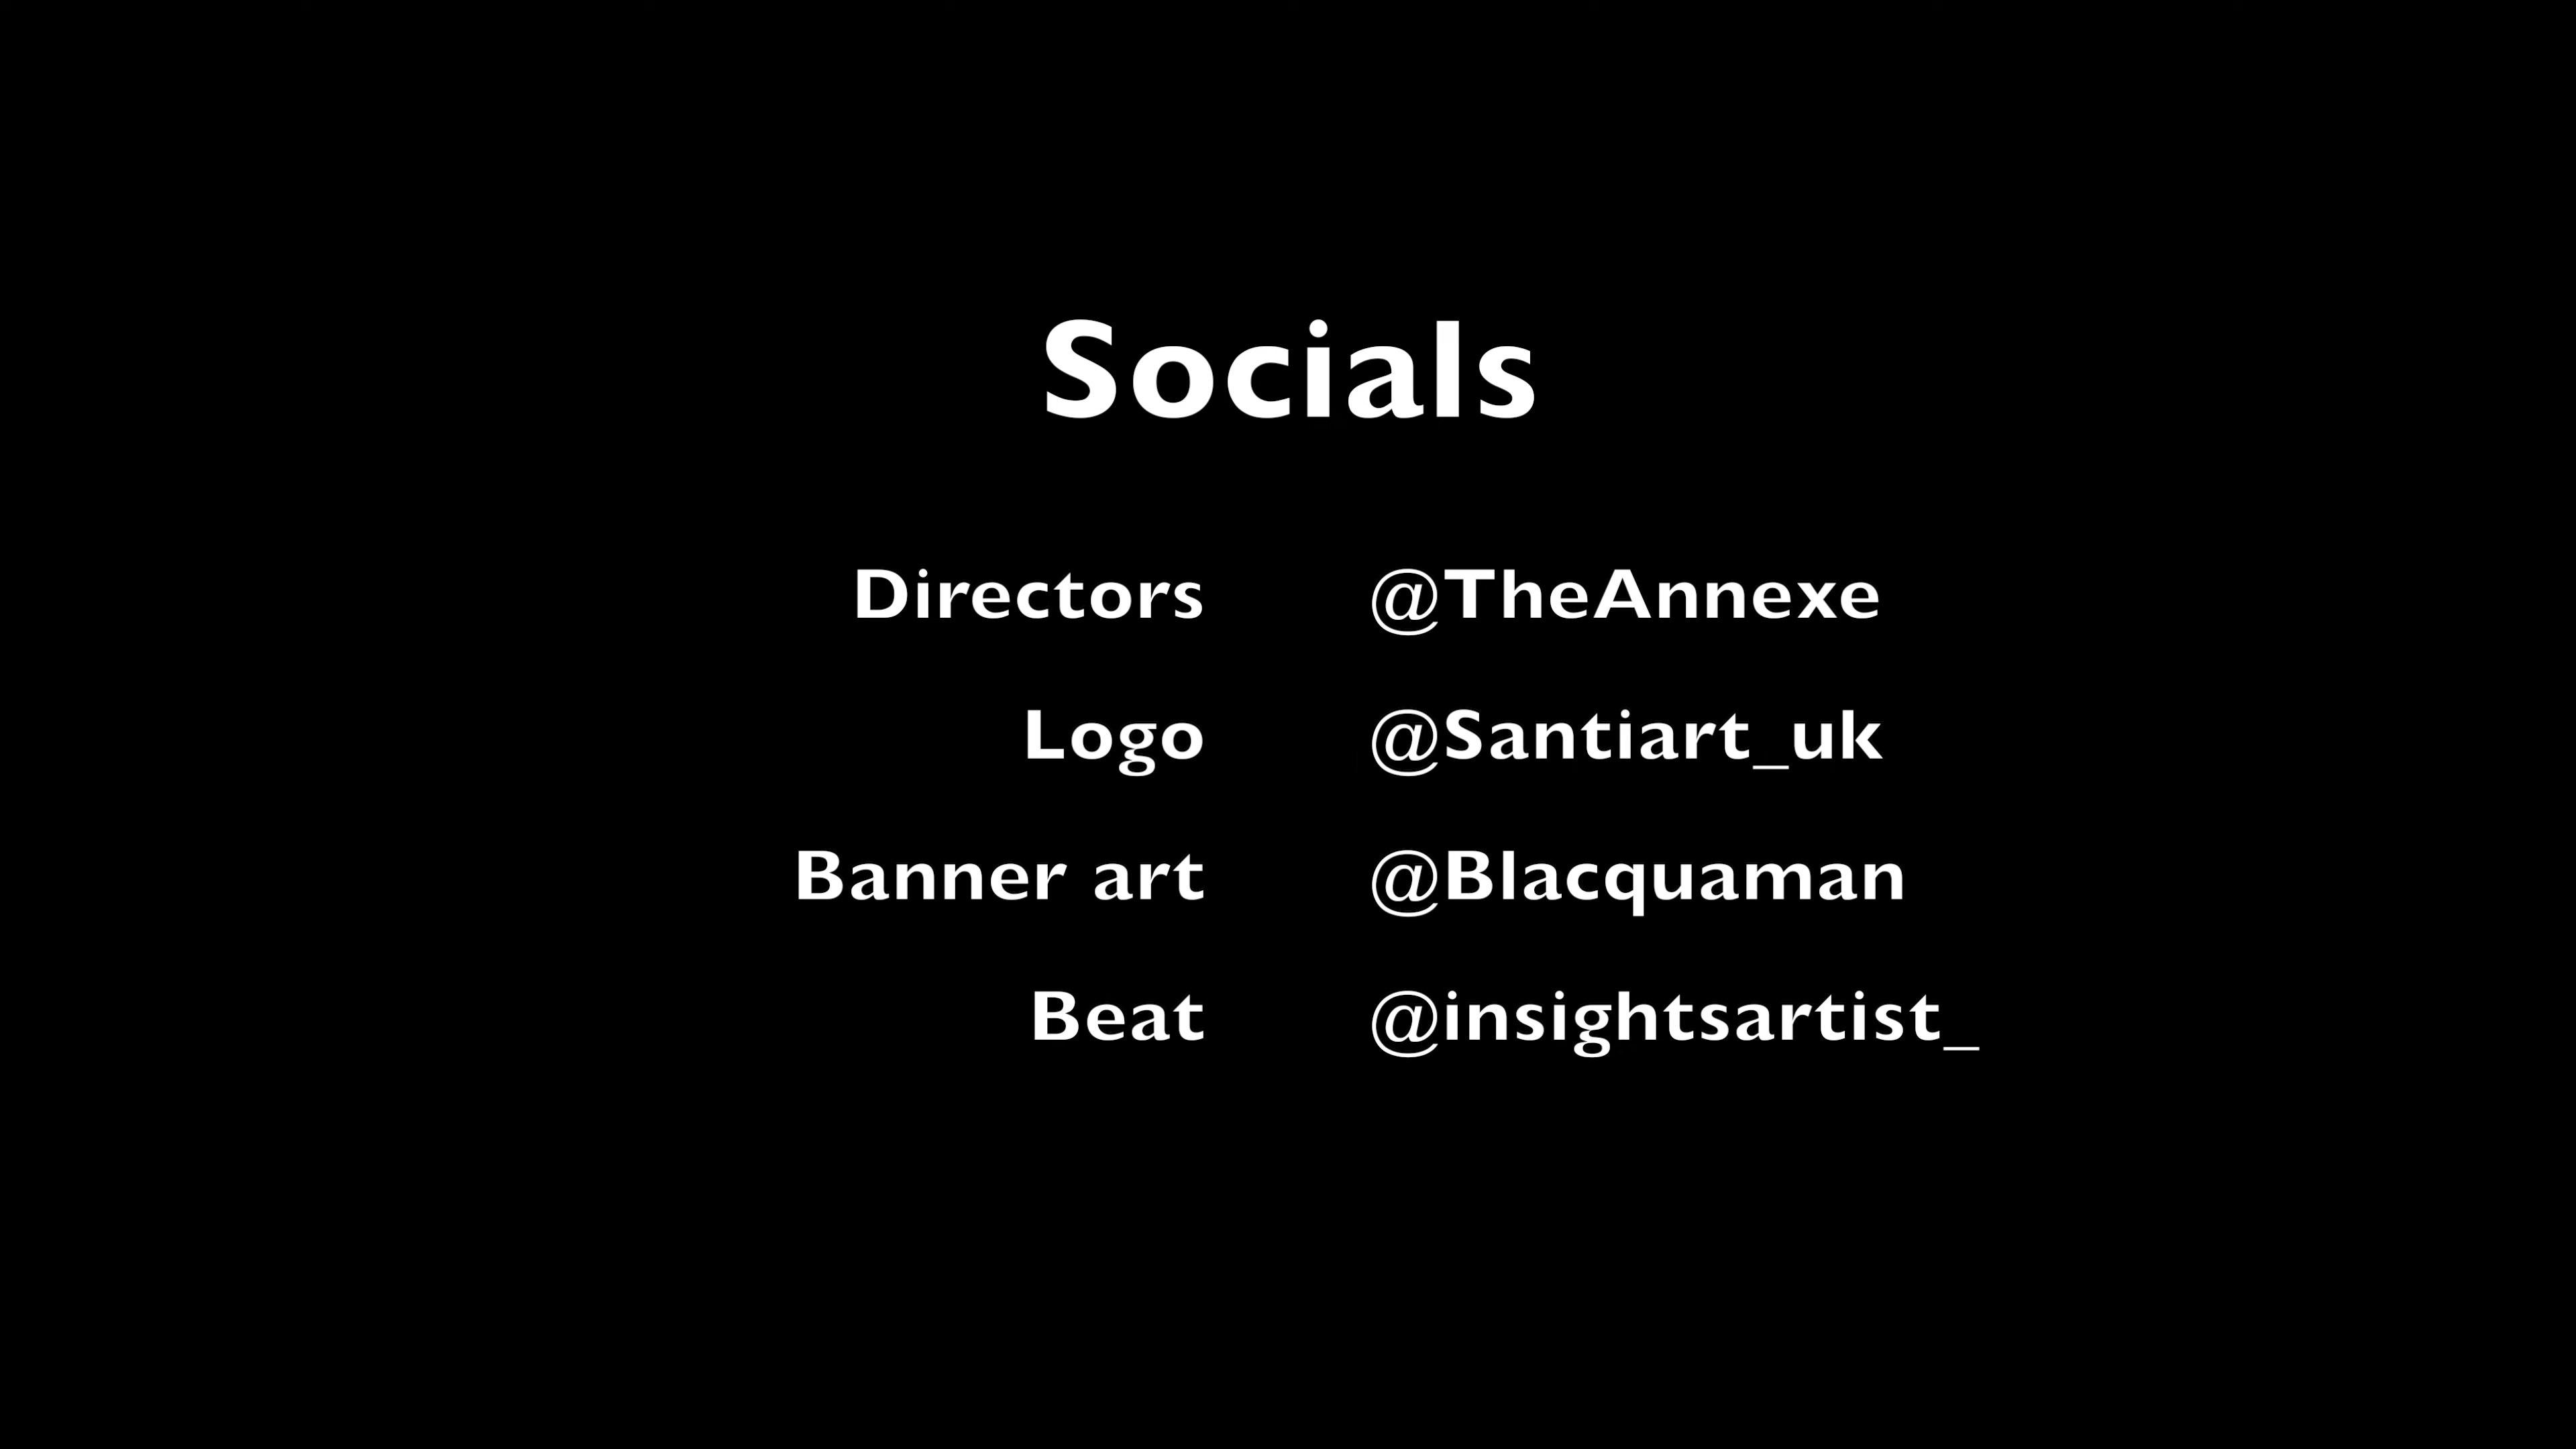 Socials
Directors @TheAnnexe
Logo @Santiart_uk
Banner art @Blacquaman
Beat @insightsartist_